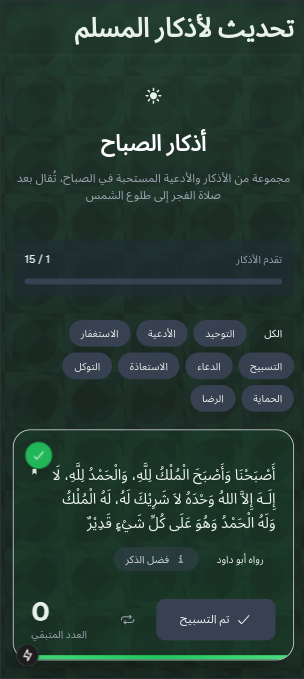 تحديث لأذكار المسلم
أذكار الصباح
مجموعة من الأذكار والأدعية المستحبة في الصباح، تُقال بعد
صلاة الفجر إلى طلوع الشمس
تقدم الأذكار 1 / 15
الكل التوحيد الأدعية الاستغفار
التسبيح الدعاء الاستعاذة التوكل
الحماية الرضا
أَصْبَحْنَا وَأَصْبَحَ الْمُلْكُ لِلَّهِ، وَالْحَمْدُ لِلَّهِ، لَا
إِلَـهَ إِلاَّ اللهُ وَحْدَهُ لاَ شَرِيْكَ لَهُ، لَهُ الْمُلْكُ
وَلَهُ الْحَمْدُ وَهُوَ عَلَى كُلِّ شَيْءٍ قَدِيْرٌ
رواه أبو داود فضل الذكر
تم التسبيح 0
العدد المتبقي